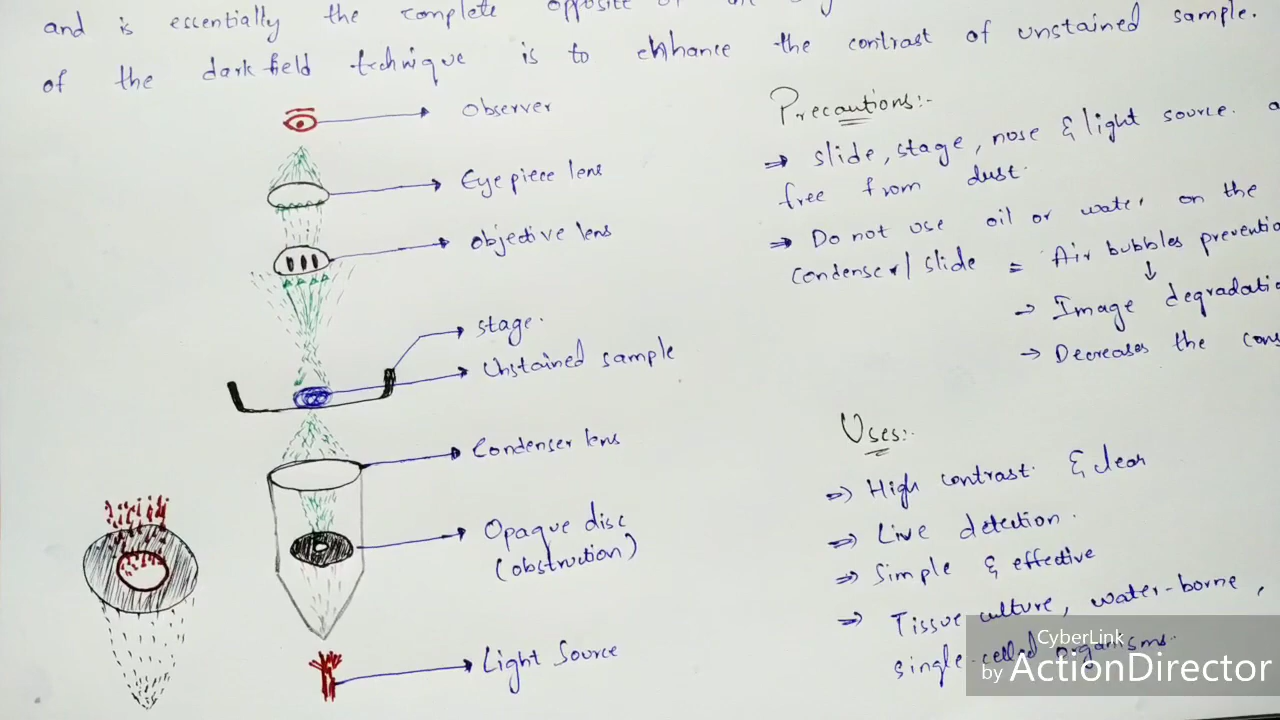 and is essentially the complete opposite
of the dark field technique is to enhance the contrast of unstained sample.
Observer
Eye piece lens
objective lens
stage.
Unstained sample
Condenser lens
Opaque disc
(obstruction)
Light Source
Precautions:-
⇒ slide, stage, nose & light source.
free from dust.
⇒ Do not use oil or water on the
condenser / slide = Air bubbles
↓
→ Image
→ Decreases the
Uses:-
⇒ High contrast & clear
⇒ Live detection.
⇒ Simple & effective
⇒ Tissue culture, water-borne,
single-celled organisms.
CyberLink
by ActionDirector